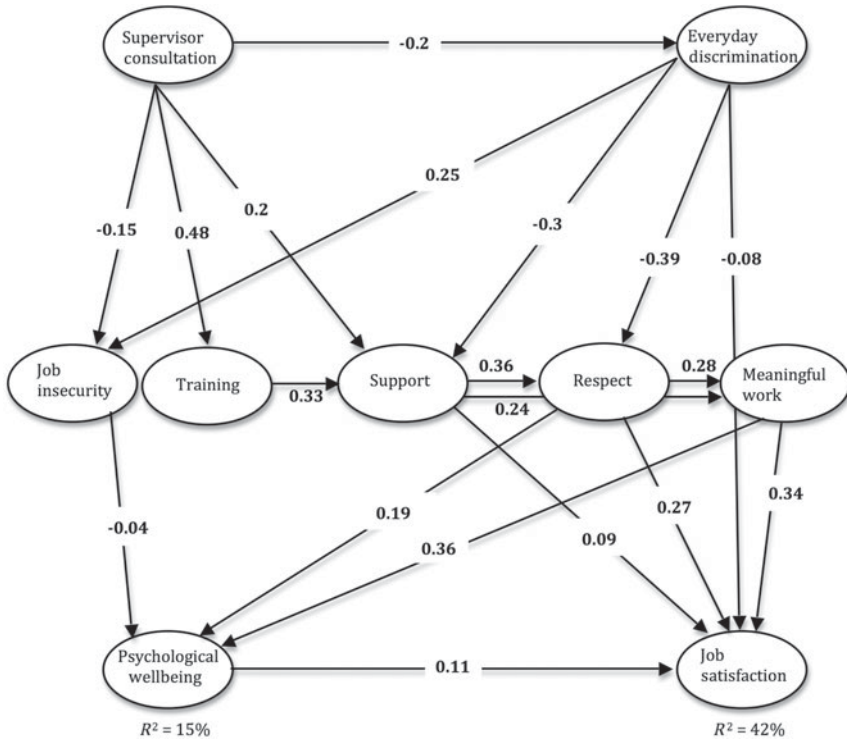 Supervisor
consultation
-0.2
Everyday
discrimination
0.25
0.2
-0.15
0.48
-0.3
-0.39
-0.08
Job
insecurity
Training
0.33
Support
0.36
0.24
Respect
0.28
Meaningful
work
-0.04
0.19
0.36
0.09
0.27
0.34
Psychological
wellbeing
0.11
Job
satisfaction
R² = 15%
R² = 42%